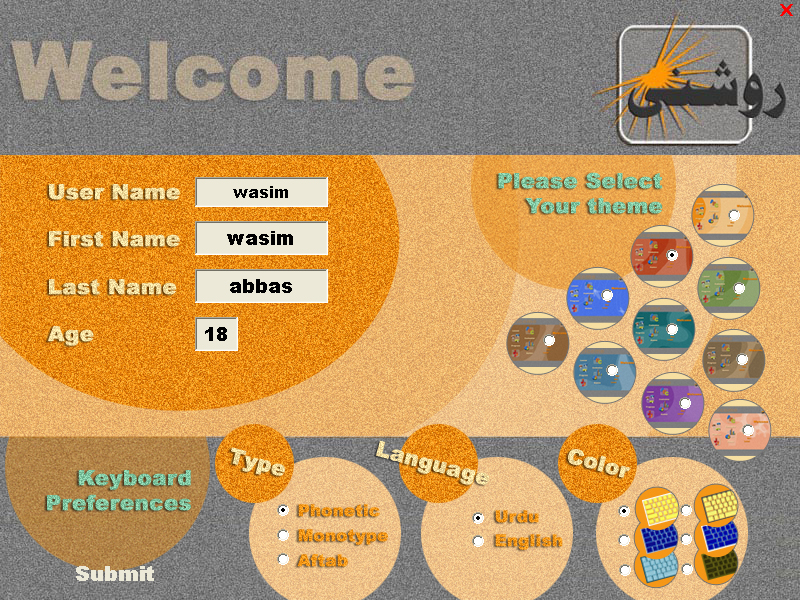 Welcome
روشنی
User Name
wasim
First Name
wasim
Last Name
abbas
Age
18
Please Select
Your theme
Keyboard
Preferences
Submit
Type
Phonetic
Monotype
Aftab
Language
Urdu
English
Color